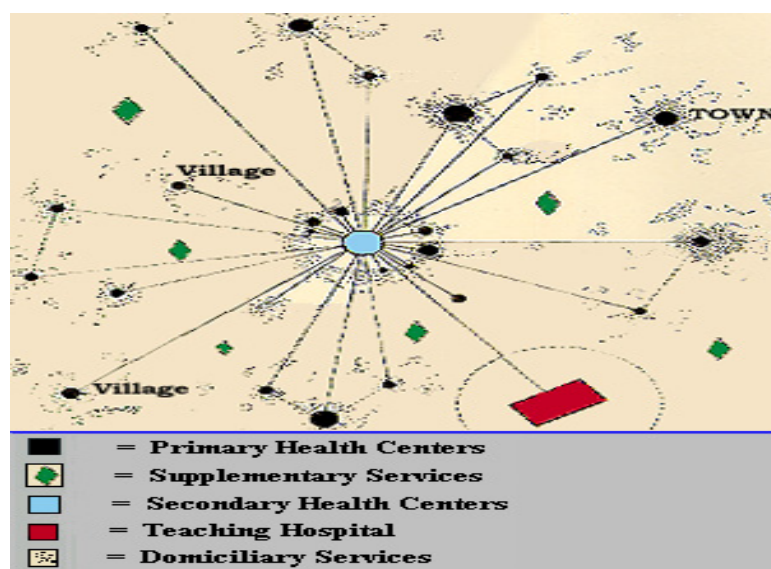 TOWN
Village
Village
= Primary Health Centers
= Supplementary Services
= Secondary Health Centers
= Teaching Hospital
= Domiciliary Services